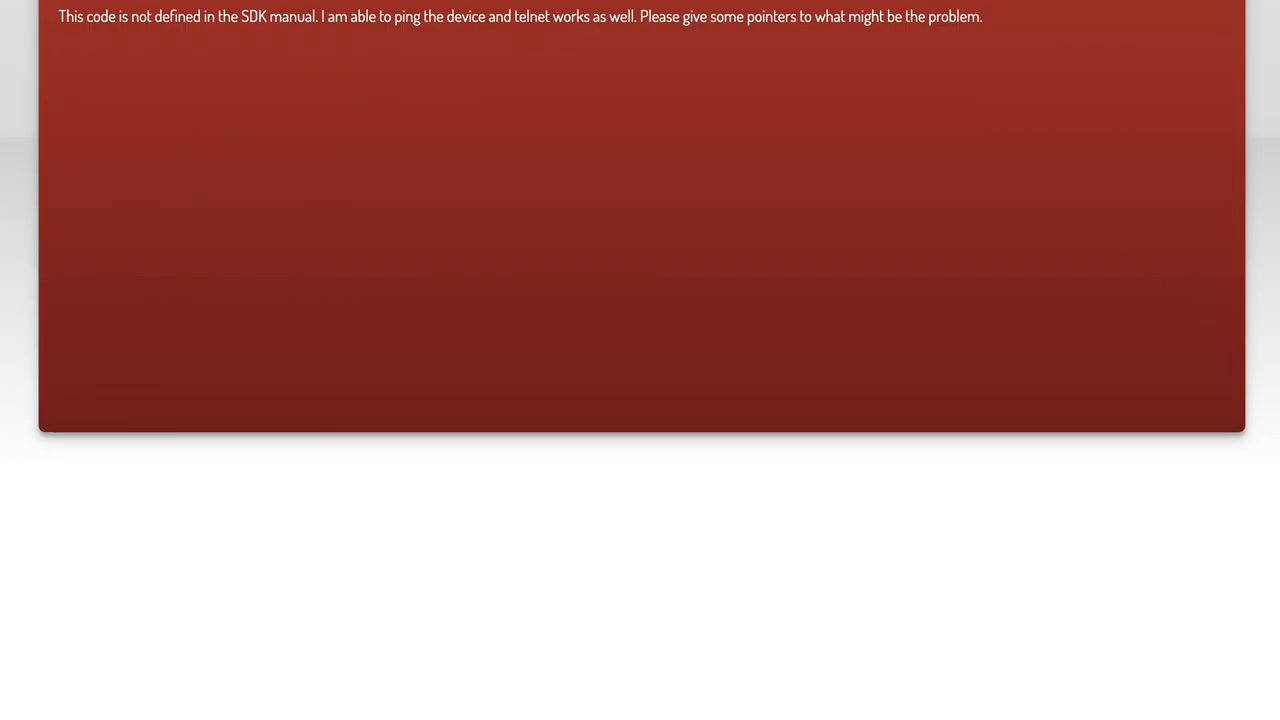 This code is not defined in the SDK manual. I am able to ping the device and telnet works as well. Please give some pointers to what might be the problem.